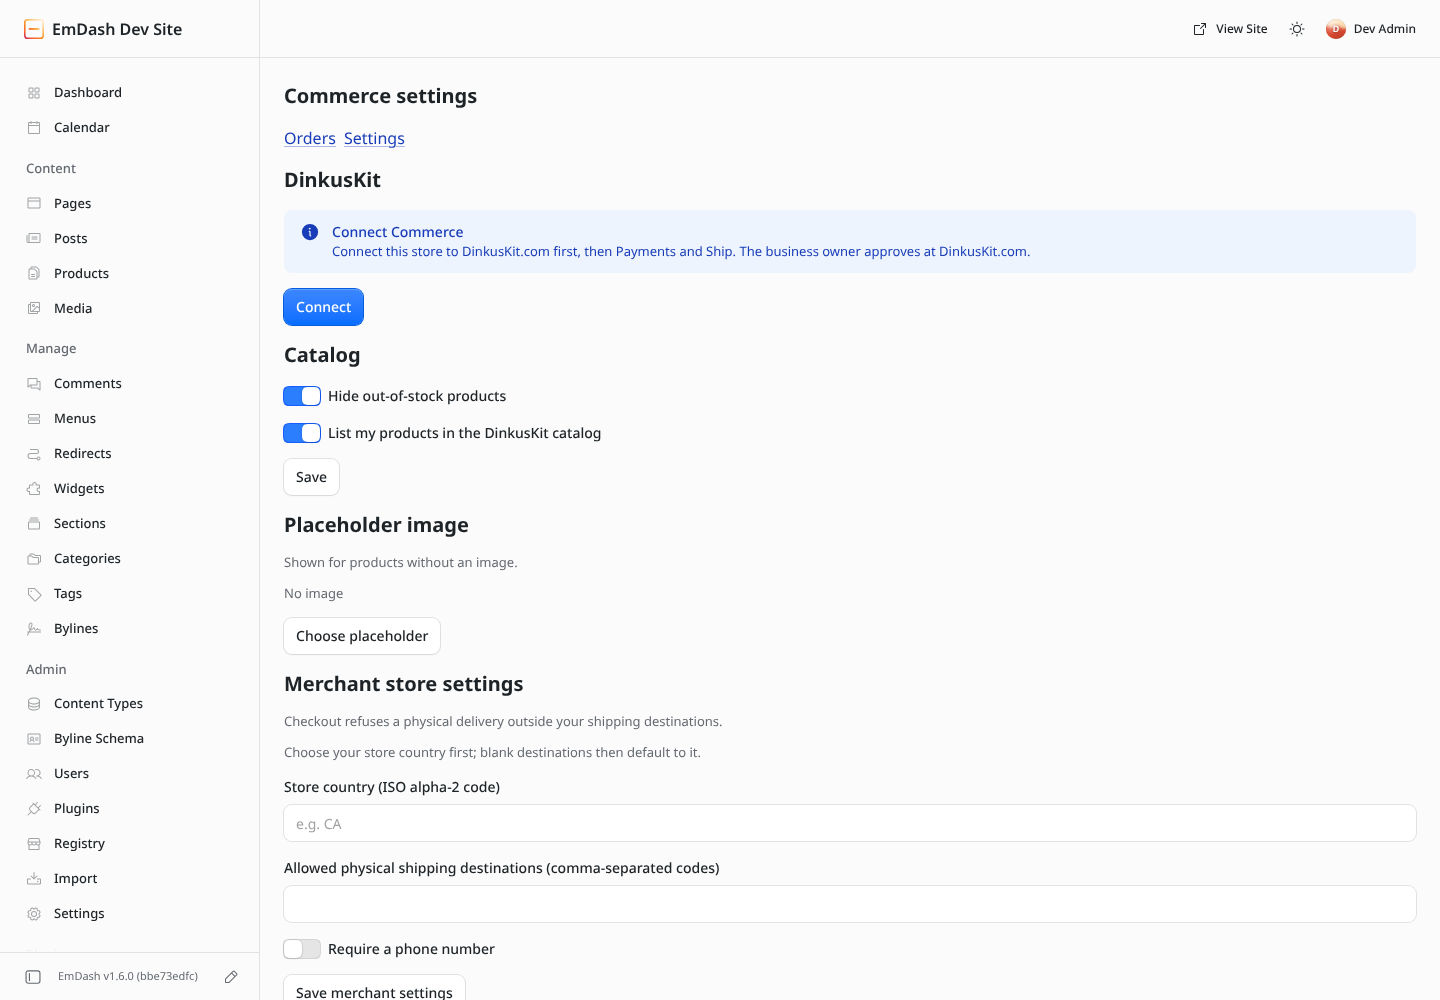 EmDash Dev Site
View Site
D
Dev Admin
Dashboard
Calendar
Content
Pages
Posts
Products
Media
Manage
Comments
Menus
Redirects
Widgets
Sections
Categories
Tags
Bylines
Admin
Content Types
Byline Schema
Users
Plugins
Registry
Import
Settings
EmDash v1.6.0 (bbe73edfc)
Commerce settings
Orders Settings
DinkusKit
Connect Commerce
Connect this store to DinkusKit.com first, then Payments and Ship. The business owner approves at DinkusKit.com.
Connect
Catalog
Hide out-of-stock products
List my products in the DinkusKit catalog
Save
Placeholder image
Shown for products without an image.
No image
Choose placeholder
Merchant store settings
Checkout refuses a physical delivery outside your shipping destinations.
Choose your store country first; blank destinations then default to it.
Store country (ISO alpha-2 code)
e.g. CA
Allowed physical shipping destinations (comma-separated codes)
Require a phone number
Save merchant settings